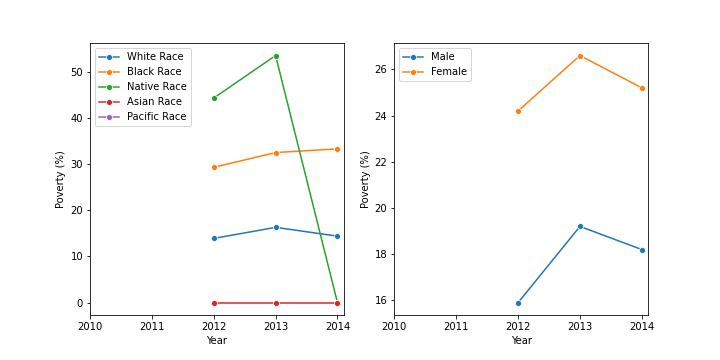 White Race
Black Race
Native Race
Asian Race
Pacific Race
50
40
30
20
10
0
Poverty (%)
2010 2011 2012 2013 2014
Year
Male
Female
26
24
22
20
18
16
Poverty (%)
2010 2011 2012 2013 2014
Year